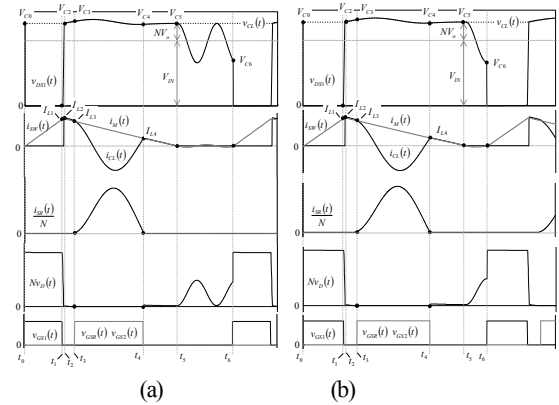 V_C0 V_C2 V_C3 V_C4 V_C5 v_CL(t)
NV_o
V_C6
v_DS1(t) V_IN
0
I_L1 I_L2
I_L3
i_SW(t) i_M(t) I_L4
0
i_CL(t)
i_SR(t)
N
0
Nv_D(t)
0
v_GS1(t) v_GSR(t) v_GS2(t)
0
t_0 t_1 t_2 t_3 t_4 t_5 t_6
(a)
V_C0 V_C2 V_C3 V_C4 V_C5 v_CL(t)
NV_o
V_C6
v_DS1(t) V_IN
0
I_L1 I_L2
I_L3
i_SW(t) i_M(t) I_L4
0
i_CL(t)
i_SR(t)
N
0
Nv_D(t)
0
v_GS1(t) v_GSR(t) v_GS2(t)
0
t_0 t_1 t_2 t_3 t_4 t_5 t_6
(b)